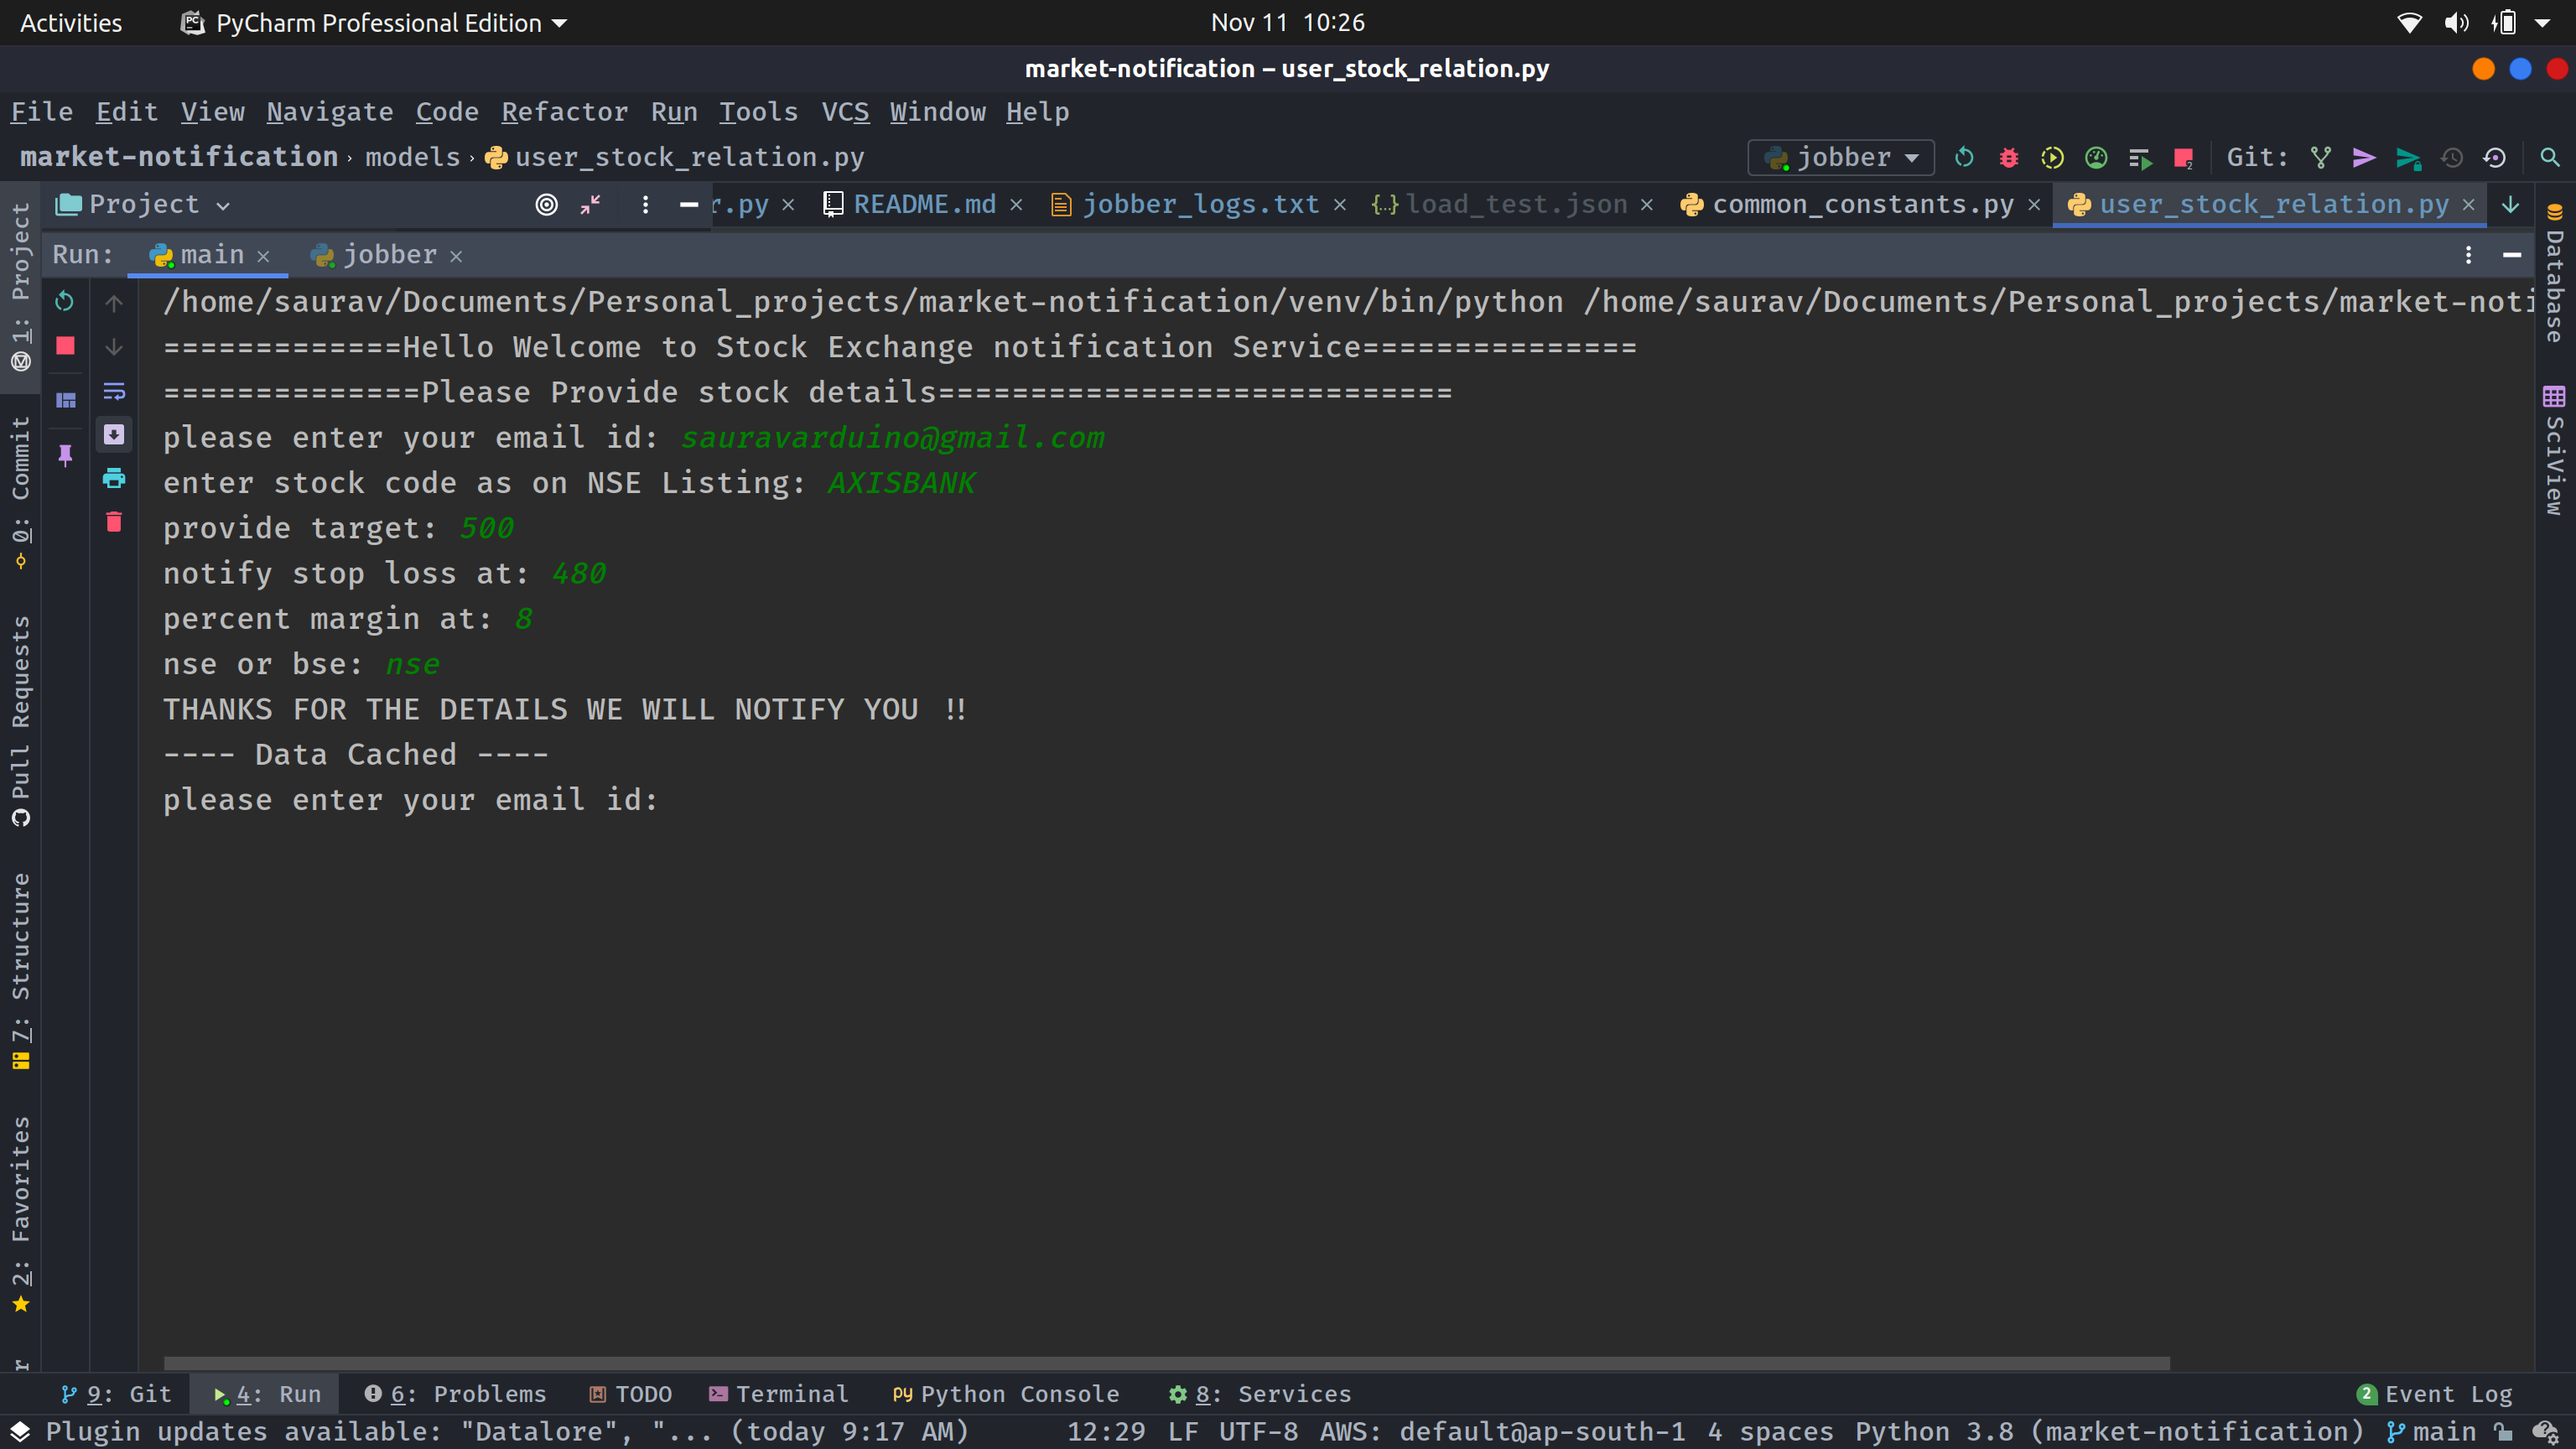 Activities PyCharm Professional Edition Nov 11 10:26
market-notification – user_stock_relation.py
File Edit View Navigate Code Refactor Run Tools VCS Window Help
market-notification › models › user_stock_relation.py jobber Git:
Project r.py README.md jobber_logs.txt load_test.json common_constants.py user_stock_relation.py
Run: main jobber
/home/saurav/Documents/Personal_projects/market-notification/venv/bin/python /home/saurav/Documents/Personal_projects/market-noti
=============Hello Welcome to Stock Exchange notification Service===============
==============Please Provide stock details============================
please enter your email id: sauravarduino@gmail.com
enter stock code as on NSE Listing: AXISBANK
provide target: 500
notify stop loss at: 480
percent margin at: 8
nse or bse: nse
THANKS FOR THE DETAILS WE WILL NOTIFY YOU !!
---- Data Cached ----
please enter your email id:
1: Project
0: Commit
Pull Requests
7: Structure
2: Favorites
r
Database
SciView
9: Git 4: Run 6: Problems TODO Terminal Python Console 8: Services 2 Event Log
Plugin updates available: "Datalore", "... (today 9:17 AM) 12:29 LF UTF-8 AWS: default@ap-south-1 4 spaces Python 3.8 (market-notification) main